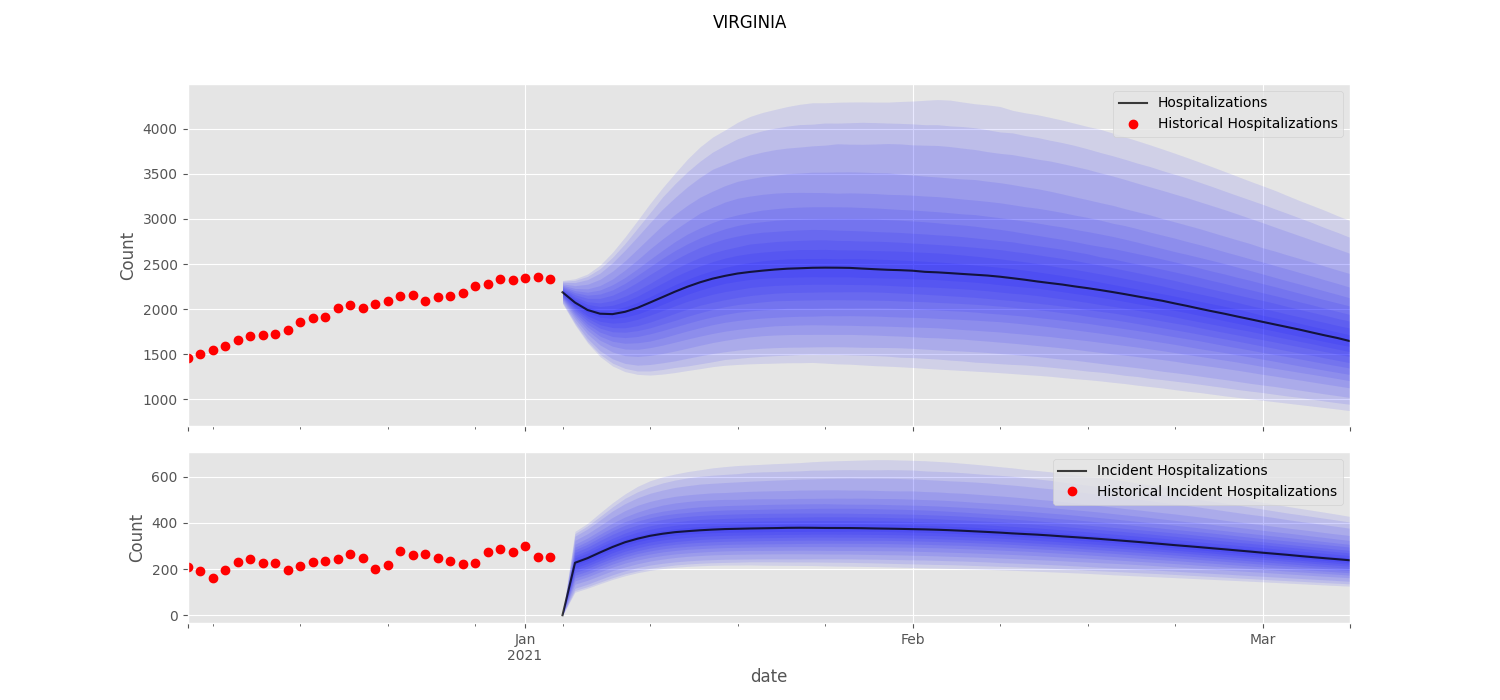 VIRGINIA
Hospitalizations
Historical Hospitalizations
Count
4000
3500
3000
2500
2000
1500
1000
Incident Hospitalizations
Historical Incident Hospitalizations
Count
600
400
200
0
Jan
2021
Feb
Mar
date